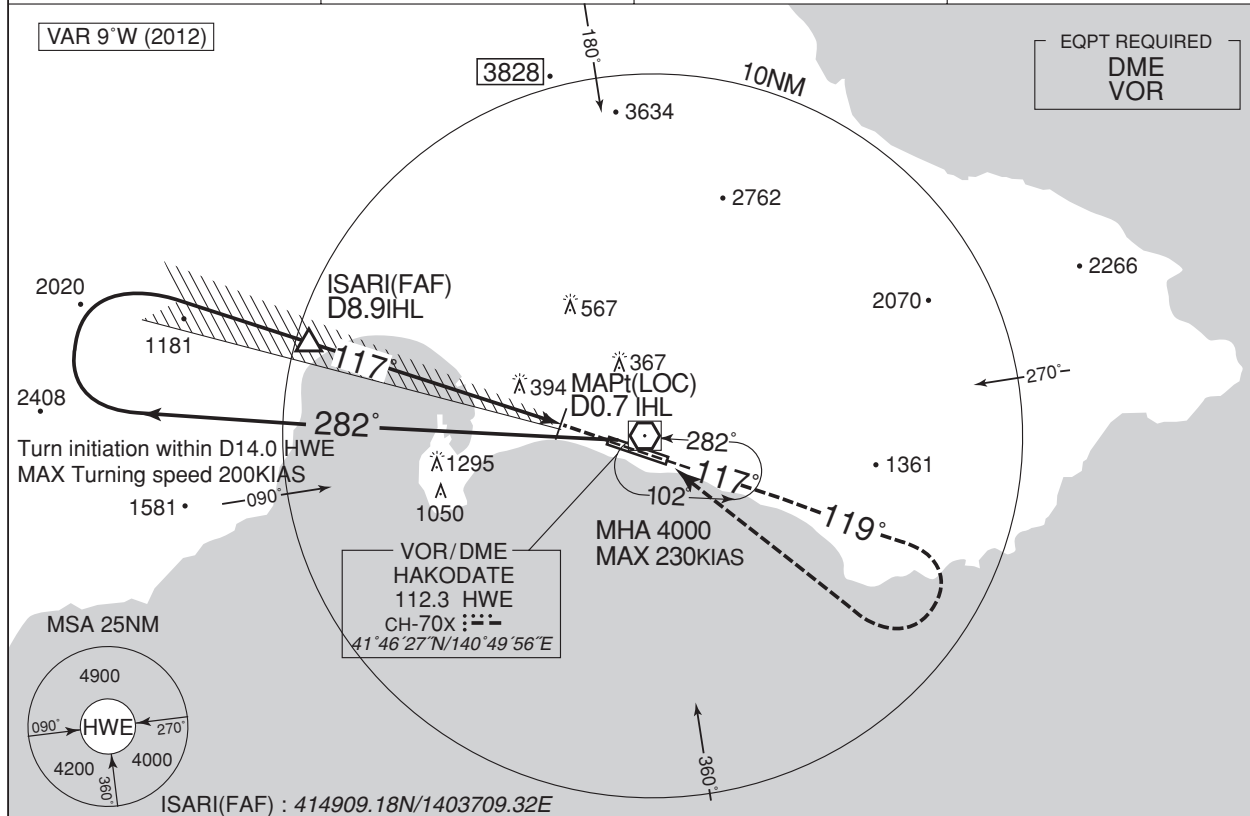 VAR 9°W (2012)
180°
EQPT REQUIRED
DME
VOR
3828
10NM
3634
2762
2266
2020
ISARI(FAF)
D8.9IHL
567
2070
1181
117°
367
394
MAPt(LOC)
D0.7 IHL
270°
2408
282°
282°
Turn initiation within D14.0 HWE
MAX Turning speed 200KIAS
1295
117°
1361
1581
090°
102°
1050
119°
MHA 4000
MAX 230KIAS
VOR/DME
HAKODATE
112.3 HWE
CH-70X
41°46´27˝N/140°49´56˝E
MSA 25NM
4900
090°
HWE
270°
4200
4000
360°
360°
ISARI(FAF) : 414909.18N/1403709.32E